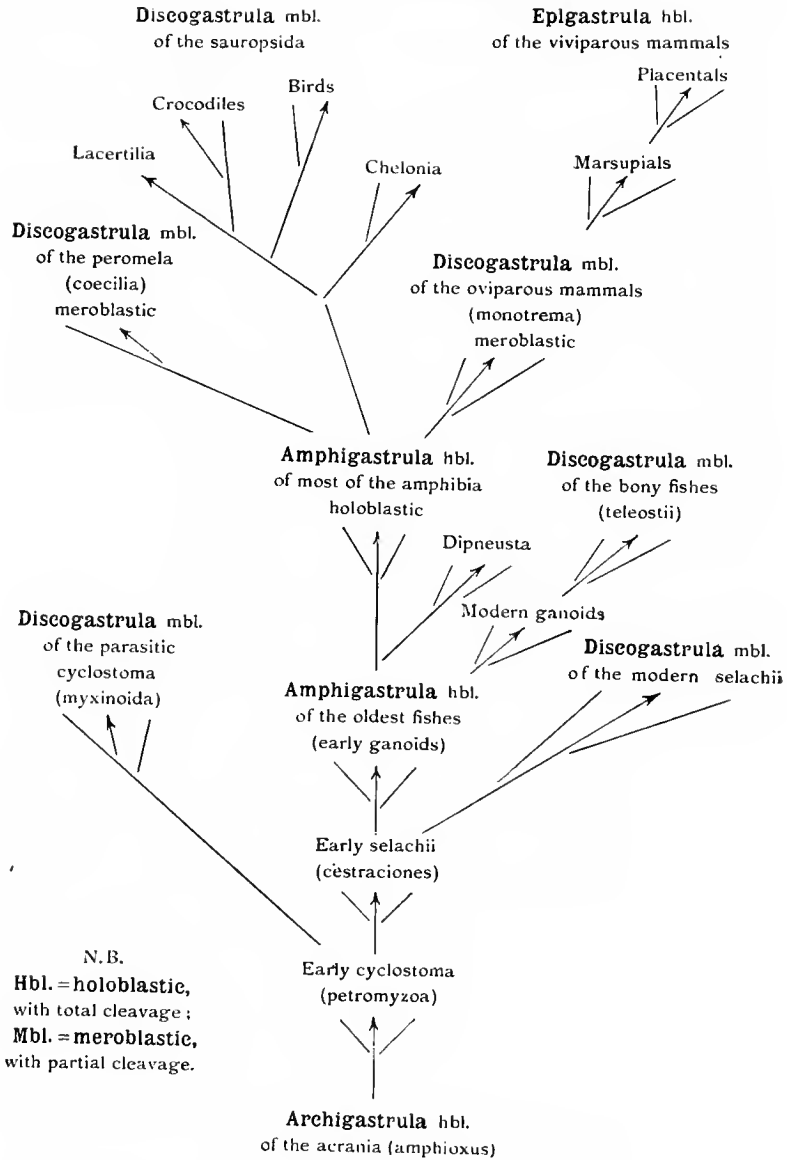 Discogastrula mbl.
of the sauropsida
Epigastrula hbl.
of the viviparous mammals
Placentals
Birds
Crocodiles
Lacertilia
Chelonia
Marsupials
Discogastrula mbl.
of the peromela
(coecilia)
meroblastic
Discogastrula mbl.
of the oviparous mammals
(monotrema)
meroblastic
Amphigastrula hbl.
of most of the amphibia
holoblastic
Discogastrula mbl.
of the bony fishes
(teleostii)
Dipneusta
Modern ganoids
Discogastrula mbl.
of the parasitic
cyclostoma
(myxinoida)
Discogastrula mbl.
of the modern selachii
Amphigastrula hbl.
of the oldest fishes
(early ganoids)
Early selachii
(cestraciones)
N.B.
Hbl. = holoblastic,
with total cleavage;
Mbl. = meroblastic,
with partial cleavage.
Early cyclostoma
(petromyzoa)
Archigastrula hbl.
of the acrania (amphioxus)